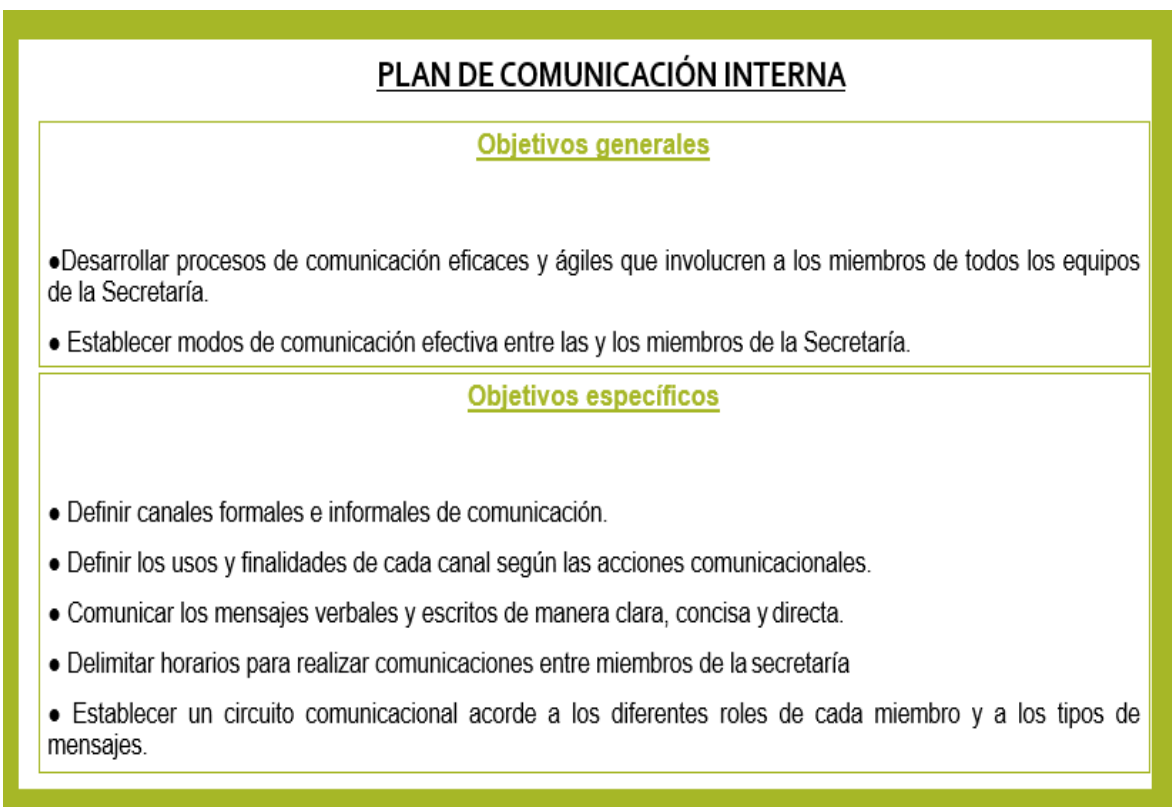 PLAN DE COMUNICACIÓN INTERNA
Objetivos generales
●Desarrollar procesos de comunicación eficaces y ágiles que involucren a los miembros de todos los equipos
de la Secretaría.
● Establecer modos de comunicación efectiva entre las y los miembros de la Secretaría.
Objetivos específicos
● Definir canales formales e informales de comunicación.
● Definir los usos y finalidades de cada canal según las acciones comunicacionales.
● Comunicar los mensajes verbales y escritos de manera clara, concisa y directa.
● Delimitar horarios para realizar comunicaciones entre miembros de la secretaría
● Establecer un circuito comunicacional acorde a los diferentes roles de cada miembro y a los tipos de
mensajes.